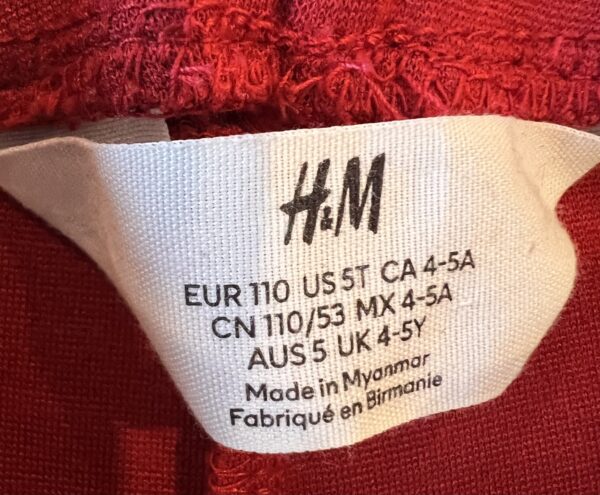 H&M
EUR 110 US 5T CA 4-5A
CN 110/53 MX 4-5A
AUS 5 UK 4-5Y
Made in Myanmar
Fabriqué en Birmanie